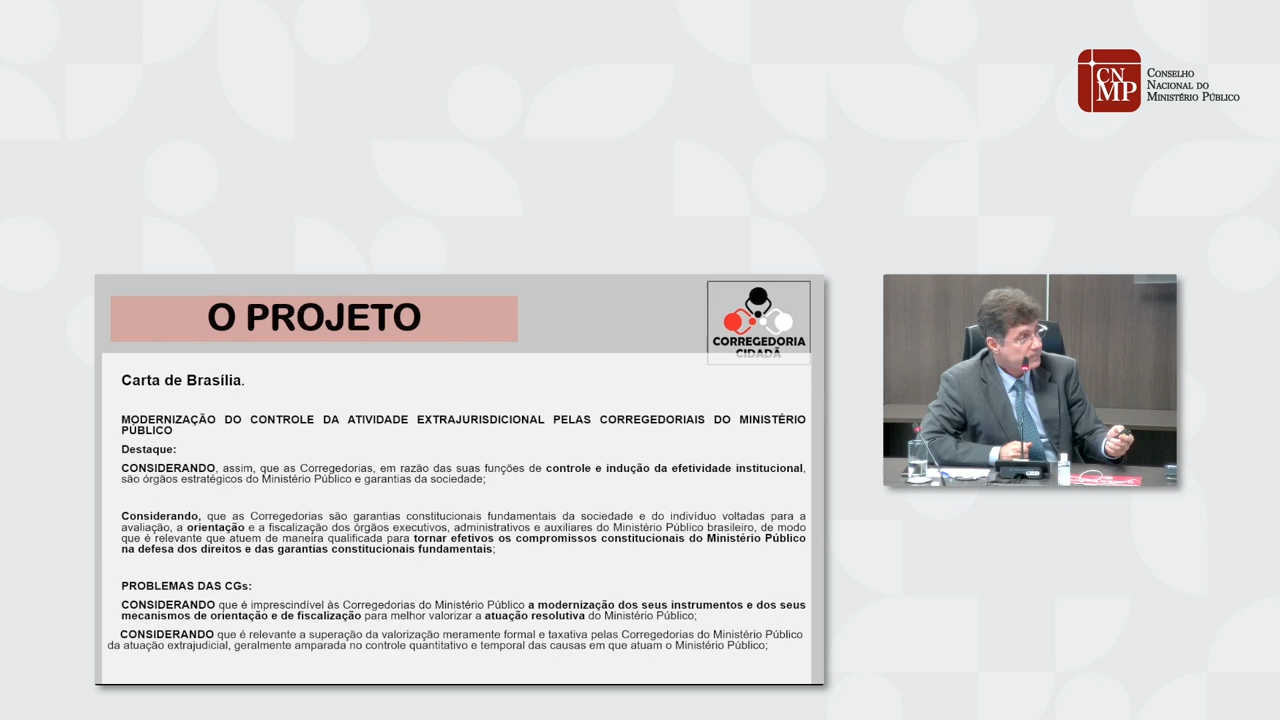 CN
MP
CONSELHO
NACIONAL DO
MINISTÉRIO PÚBLICO
O PROJETO
CORREGEDORIA
CIDADÃ
Carta de Brasília.
MODERNIZAÇÃO DO CONTROLE DA ATIVIDADE EXTRAJURISDICIONAL PELAS CORREGEDORIAIS DO MINISTÉRIO
PÚBLICO
Destaque:
CONSIDERANDO, assim, que as Corregedorias, em razão das suas funções de controle e indução da efetividade institucional,
são órgãos estratégicos do Ministério Público e garantias da sociedade;
Considerando, que as Corregedorias são garantias constitucionais fundamentais da sociedade e do indivíduo voltadas para a
avaliação, a orientação e a fiscalização dos órgãos executivos, administrativos e auxiliares do Ministério Público brasileiro, de modo
que é relevante que atuem de maneira qualificada para tornar efetivos os compromissos constitucionais do Ministério Público
na defesa dos direitos e das garantias constitucionais fundamentais;
PROBLEMAS DAS CGs:
CONSIDERANDO que é imprescindível às Corregedorias do Ministério Público a modernização dos seus instrumentos e dos seus
mecanismos de orientação e de fiscalização para melhor valorizar a atuação resolutiva do Ministério Público;
CONSIDERANDO que é relevante a superação da valorização meramente formal e taxativa pelas Corregedorias do Ministério Público
da atuação extrajudicial, geralmente amparada no controle quantitativo e temporal das causas em que atuam o Ministério Público;